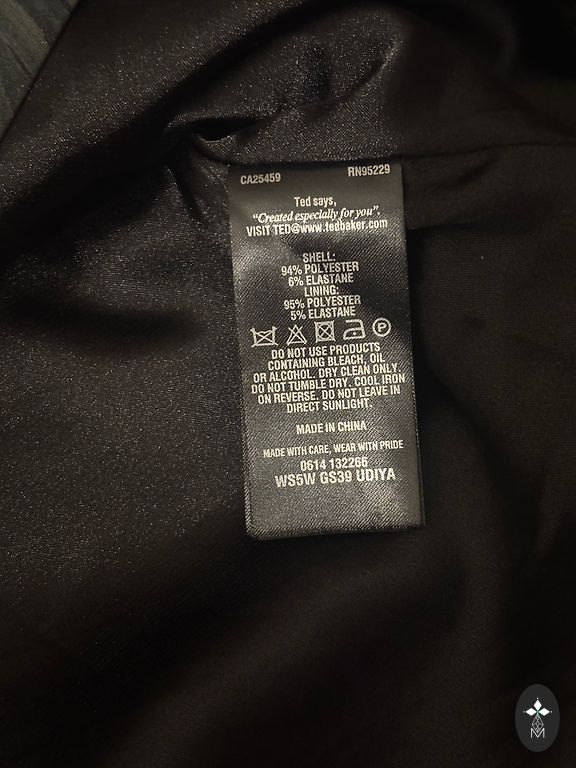 CA25459 RN95229
Ted says,
"Created especially for you".
VISIT TED@www.tedbaker.com
SHELL:
94% POLYESTER
6% ELASTANE
LINING:
95% POLYESTER
5% ELASTANE
P
DO NOT USE PRODUCTS
CONTAINING BLEACH, OIL
OR ALCOHOL. DRY CLEAN ONLY.
DO NOT TUMBLE DRY. COOL IRON
ON REVERSE. DO NOT LEAVE IN
DIRECT SUNLIGHT.
MADE IN CHINA
MADE WITH CARE, WEAR WITH PRIDE
0614 132266
WS5W GS39 UDIYA
M